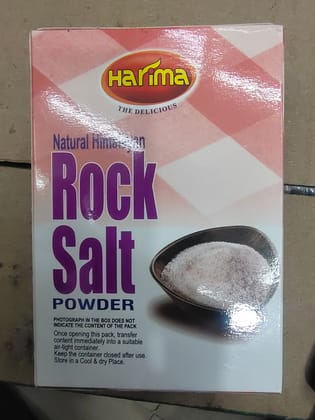 Harima
THE DELICIOUS
Natural Himalayan
Rock
Salt
POWDER
PHOTOGRAPH IN THE BOX DOES NOT
INDICATE THE CONTENT OF THE PACK
Once opening this pack, transfer
content immediately into a suitable
air-tight container.
Keep the container closed after use.
Store in a Cool & dry Place.